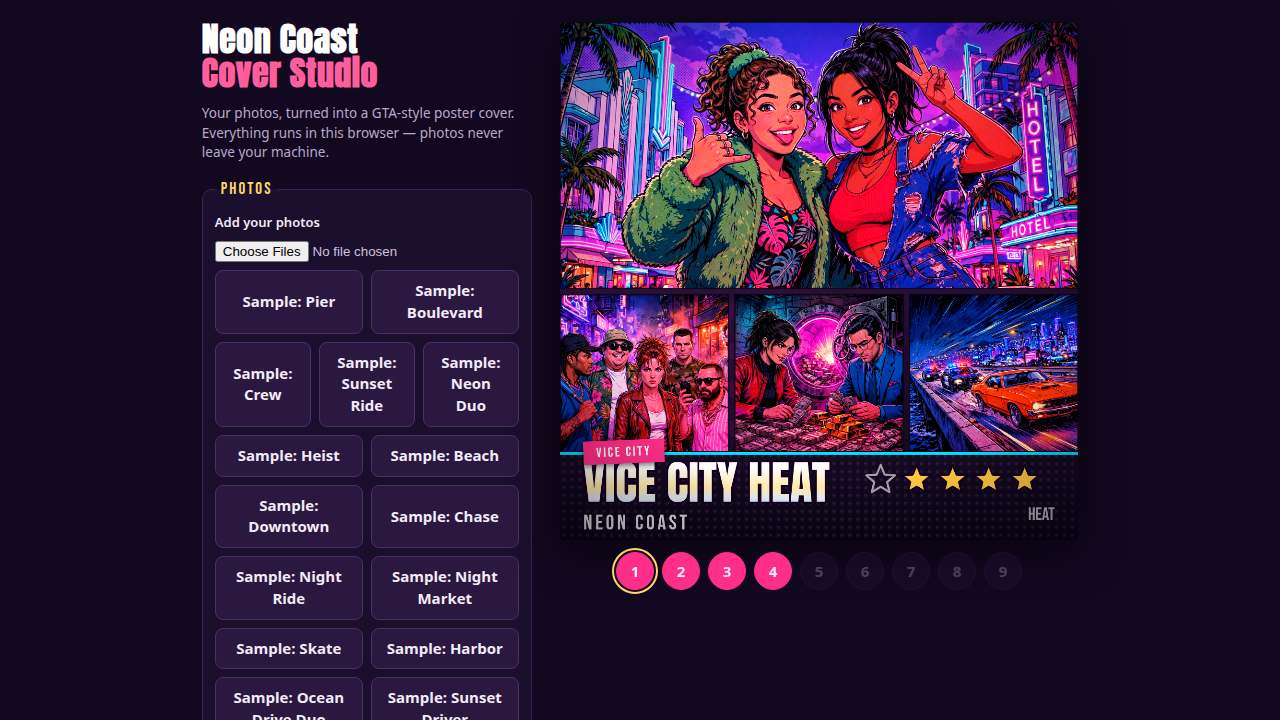 Neon Coast
Cover Studio
Your photos, turned into a GTA-style poster cover.
Everything runs in this browser — photos never
leave your machine.
PHOTOS
Add your photos
Choose Files No file chosen
Sample: Pier
Sample:
Boulevard
Sample:
Crew
Sample:
Sunset
Ride
Sample:
Neon
Duo
Sample: Heist
Sample: Beach
Sample:
Downtown
Sample: Chase
Sample: Night
Ride
Sample: Night
Market
Sample: Skate
Sample: Harbor
Sample: Ocean
Drive Duo
Sample: Sunset
Driver
HOTEL
HOTEL
VICE CITY
VICE CITY HEAT
NEON COAST
HEAT
1 2 3 4 5 6 7 8 9